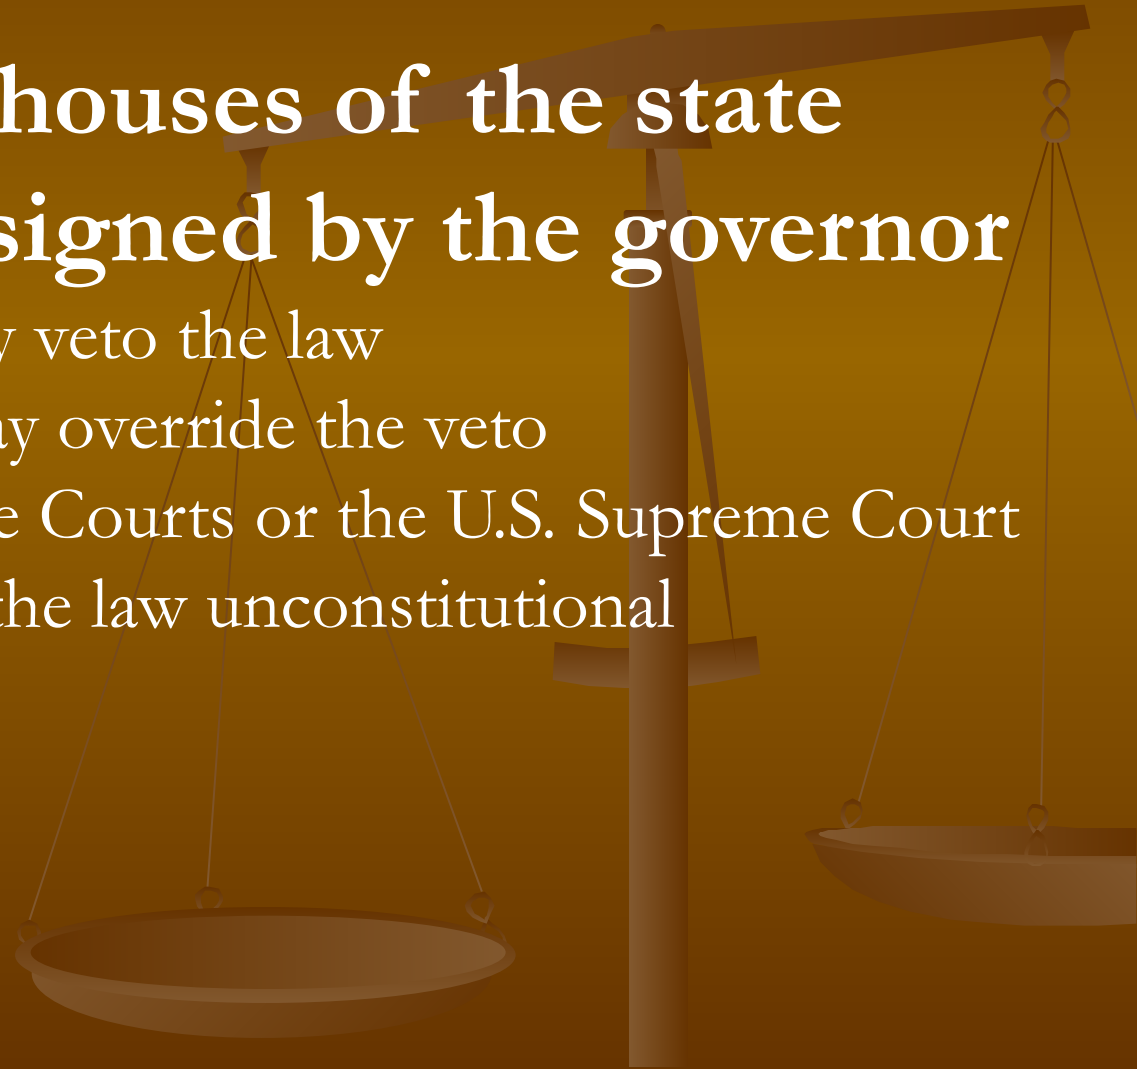 houses of the state
signed by the governor
y veto the law
ay override the veto
e Courts or the U.S. Supreme Court
the law unconstitutional